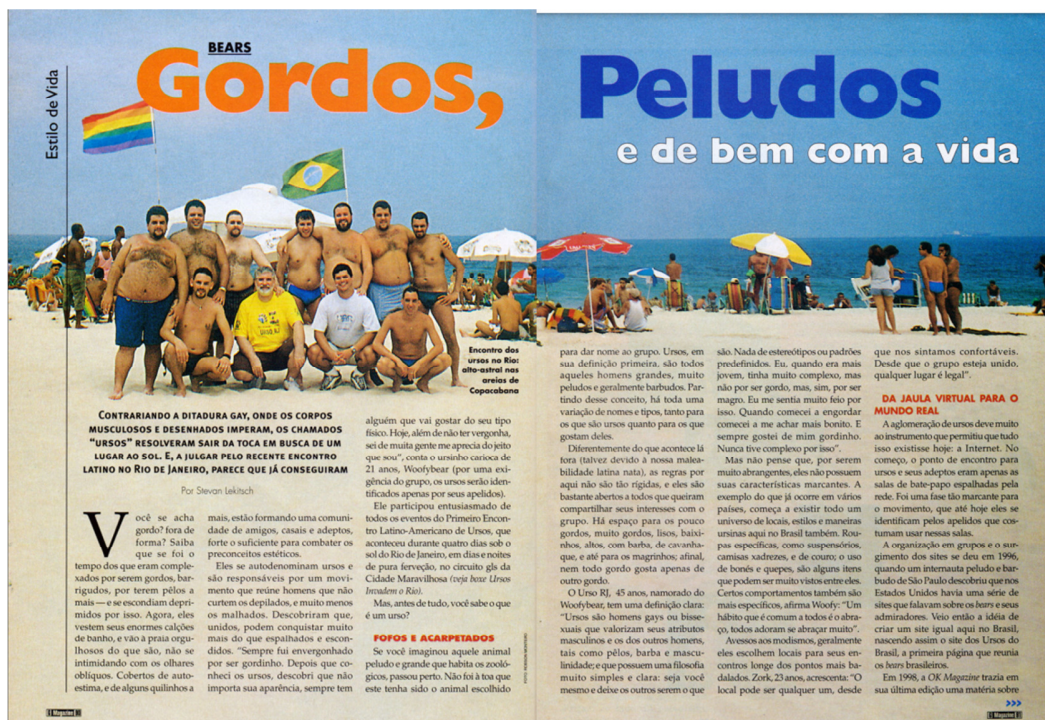 Estilo de Vida
BEARS
Gordos,
Peludos
e de bem com a vida
Encontro dos
ursos no Rio:
alto-astral nas
areias de
Copacabana
CONTRARIANDO A DITADURA GAY, ONDE OS CORPOS
MUSCULOSOS E DESENHADOS IMPERAM, OS CHAMADOS
"URSOS" RESOLVERAM SAIR DA TOCA EM BUSCA DE UM
LUGAR AO SOL. E, A JULGAR PELO RECENTE ENCONTRO
LATINO NO RIO DE JANEIRO, PARECE QUE JÁ CONSEGUIRAM
Por Stevan Lekitsch
Você se acha
gordo? fora de
forma? Saiba
que se foi o
tempo dos que eram comple-
xados por serem gordos, bar-
rigudos, por terem pêlos a
mais — e se escondiam depri-
midos por isso. Agora, eles
vestem seus enormes calções
de banho, e vão à praia orgu-
lhosos do que são, não se
intimidando com os olhares
oblíquos. Cobertos de auto-
estima, e de alguns quilinhos a
mais, estão formando uma comuni-
dade de amigos, casais e adeptos,
forte o suficiente para combater os
preconceitos estéticos.
Eles se autodenominam ursos e
são responsáveis por um movi-
mento que reúne homens que não
curtem os depilados, e muito menos
os malhados. Descobriram que,
unidos, podem conquistar muito
mais do que espalhados e escon-
didos. "Sempre fui envergonhado
por ser gordinho. Depois que co-
nheci os ursos, descobri que não
importa sua aparência, sempre tem
alguém que vai gostar do seu tipo
físico. Hoje, além de não ter vergonha,
sei de muita gente me aprecia do jeito
que sou", conta o ursinho carioca de
21 anos, Woofybear (por uma exi-
gência do grupo, os ursos serão iden-
tificados apenas por seus apelidos).
Ele participou entusiasmado de
todos os eventos do Primeiro Encon-
tro Latino-Americano de Ursos, que
aconteceu durante quatro dias sob o
sol do Rio de Janeiro, em dias e noites
de pura ferveção, no circuito gls da
Cidade Maravilhosa (veja boxe Ursos
Invadem o Rio).
Mas, antes de tudo, você sabe o que
é um urso?
FOFOS E ACARPETADOS
Se você imaginou aquele animal
peludo e grande que habita os zooló-
gicos, passou perto. Não foi à toa que
este tenha sido o animal escolhido
para dar nome ao grupo. Ursos, em
sua definição primeira, são todos
aqueles homens grandes, muito
peludos e geralmente barbudos. Par-
tindo desse conceito, há toda uma
variação de nomes e tipos, tanto para
os que são ursos quanto para os que
gostam deles.
Diferentemente do que acontece lá
fora (talvez devido à nossa malea-
bilidade latina nata), as regras por
aqui não são tão rígidas, e eles são
bastante abertos a todos que queiram
compartilhar seus interesses com o
grupo. Há espaço para os pouco
gordos, muito gordos, lisos, baixi-
nhos, altos, com barba, de cavanha-
que, e até para os magrinhos; afinal,
nem todo gordo gosta apenas de
outro gordo.
O Urso RJ, 45 anos, namorado do
Woofybear, tem uma definição clara:
"Ursos são homens gays ou bisse-
xuais que valorizam seus atributos
masculinos e os dos outros homens,
tais como pêlos, barba e mascu-
linidade; e que possuem uma filosofia
muito simples e clara: seja você
mesmo e deixe os outros serem o que
são. Nada de estereótipos ou padrões
predefinidos. Eu, quando era mais
jovem, tinha muito complexo, mas
não por ser gordo, mas, sim, por ser
magro. Eu me sentia muito feio por
isso. Quando comecei a engordar
comecei a me achar mais bonito. E
sempre gostei de mim gordinho.
Nunca tive complexo por isso".
Mas não pense que, por serem
muito abrangentes, eles não possuem
suas características marcantes. A
exemplo do que já ocorre em vários
países, começa a existir todo um
universo de locais, estilos e maneiras
ursinas aqui no Brasil também. Rou-
pas específicas, como suspensórios,
camisas xadrezes, e de couro; o uso
de bonés e quepes, são alguns itens
que podem ser muito vistos entre eles.
Certos comportamentos também são
mais específicos, afirma Woofy: "Um
hábito que é comum a todos é o abra-
ço, todos adoram se abraçar muito".
Avessos aos modismos, geralmente
eles escolhem locais para seus en-
contros longe dos pontos mais ba-
dalados. Zork, 23 anos, acrescenta: "O
local pode ser qualquer um, desde
que nos sintamos confortáveis.
Desde que o grupo esteja unido,
qualquer lugar é legal".
DA JAULA VIRTUAL PARA O
MUNDO REAL
A aglomeração de ursos deve muito
ao instrumento que permitiu que tudo
isso existisse hoje: a Internet. No
começo, o ponto de encontro para
ursos e seus adeptos eram apenas as
salas de bate-papo espalhadas pela
rede. Foi uma fase tão marcante para
o movimento, que até hoje eles se
identificam pelos apelidos que cos-
tumam usar nessas salas.
A organização em grupos e o sur-
gimento dos sites se deu em 1996,
quando um internauta peludo e bar-
budo de São Paulo descobriu que nos
Estados Unidos havia uma série de
sites que falavam sobre os bears e seus
admiradores. Veio então a idéia de
criar um site igual aqui no Brasil,
nascendo assim o site dos Ursos do
Brasil, a primeira página que reunia
os bears brasileiros.
Em 1998, a OK Magazine trazia em
sua última edição uma matéria sobre
>>>
Magazine
Magazine